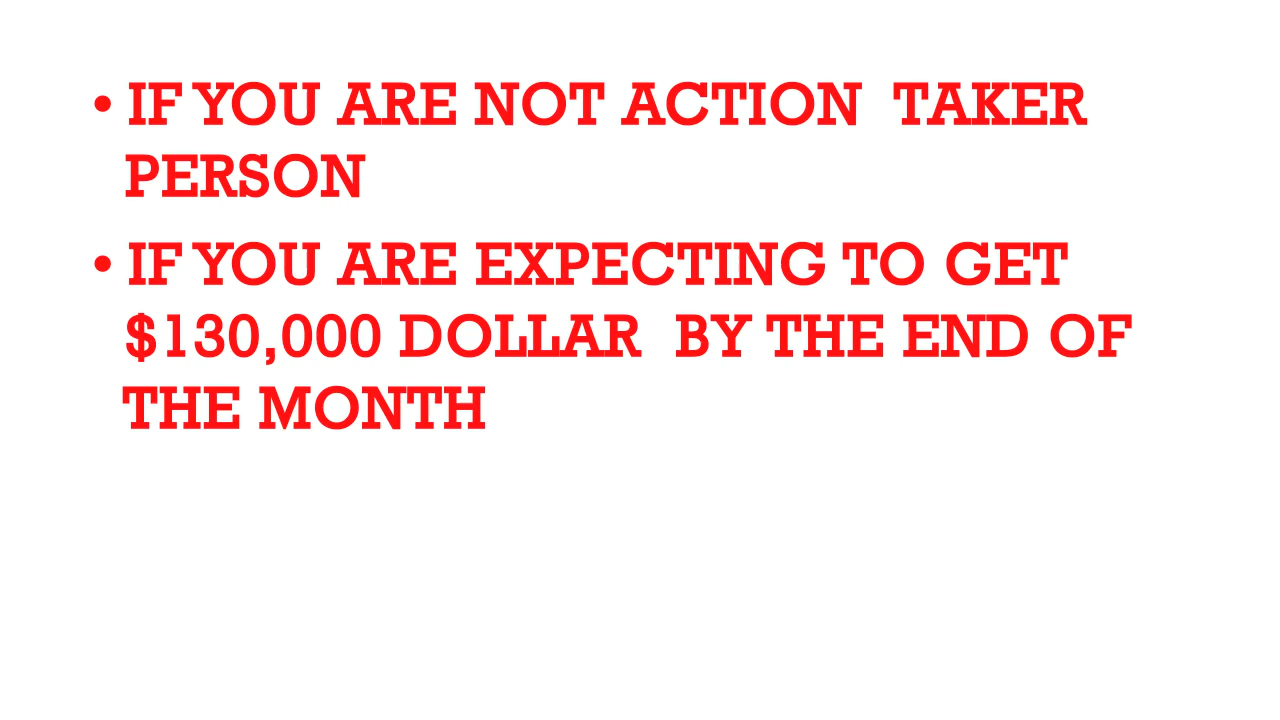 • IF YOU ARE NOT ACTION  TAKER
PERSON
• IF YOU ARE EXPECTING TO GET
$130,000 DOLLAR  BY THE END OF
THE MONTH